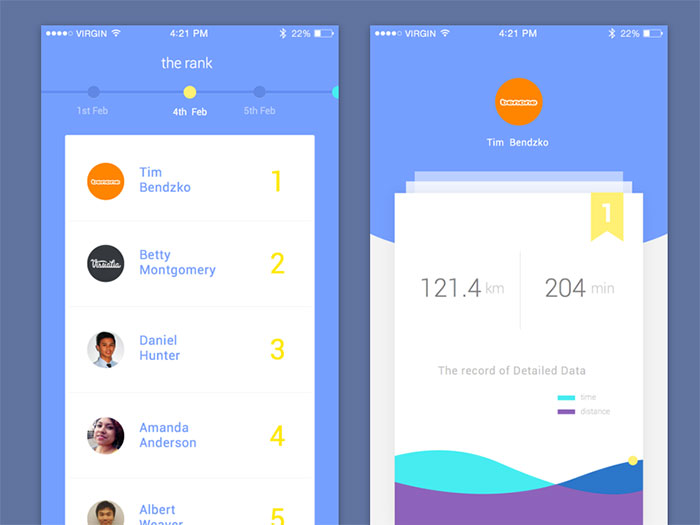 VIRGIN 4:21 PM 22%
the rank
1st Feb 4th Feb 5th Feb
Tim
Bendzko
1
Betty
Montgomery
2
Visualia
Daniel
Hunter
3
Amanda
Anderson
4
Albert
Weaver
5
VIRGIN 4:21 PM 22%
Tim Bendzko
1
121.4 km 204 min
The record of Detailed Data
time
distance